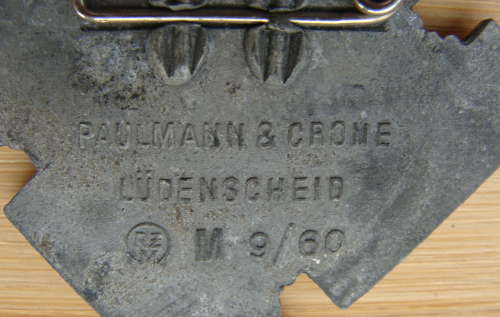 PAULMANN & CRONE
LÜDENSCHEID
RZM M 9/60